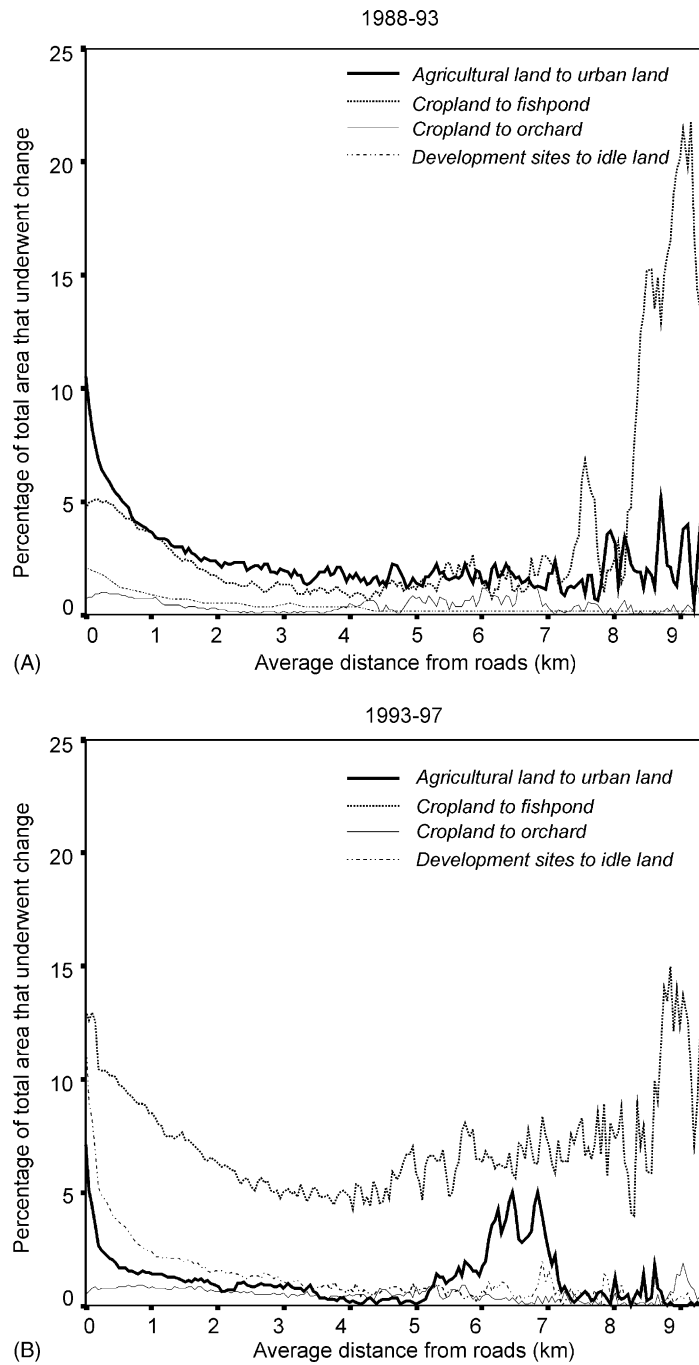 1988-93
25
20
15
10
5
0
Percentage of total area that underwent change
Agricultural land to urban land
Cropland to fishpond
Cropland to orchard
Development sites to idle land
0 1 2 3 4 5 6 7 8 9
Average distance from roads (km)
(A)
1993-97
25
20
15
10
5
0
Percentage of total area that underwent change
Agricultural land to urban land
Cropland to fishpond
Cropland to orchard
Development sites to idle land
0 1 2 3 4 5 6 7 8 9
Average distance from roads (km)
(B)